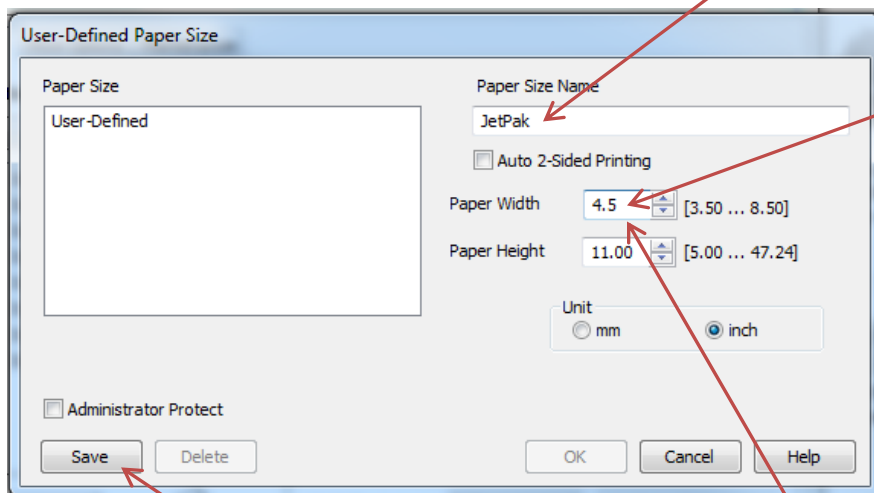 User-Defined Paper Size
Paper Size
User-Defined
Paper Size Name
JetPak
Auto 2-Sided Printing
Paper Width 4.5 [3.50 ... 8.50]
Paper Height 11.00 [5.00 ... 47.24]
Unit
mm inch
Administrator Protect
Save Delete OK Cancel Help